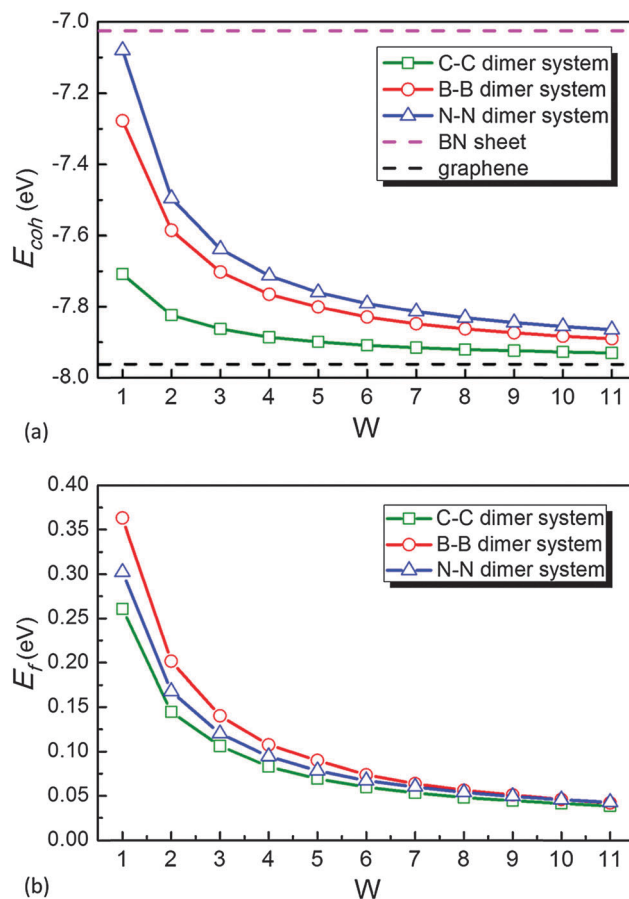 -7.0
-7.2
-7.4
-7.6
-7.8
-8.0
E_coh (eV)
C-C dimer system
B-B dimer system
N-N dimer system
BN sheet
graphene
1 2 3 4 5 6 7 8 9 10 11
(a)
W
0.40
0.35
0.30
0.25
0.20
0.15
0.10
0.05
0.00
E_f (eV)
C-C dimer system
B-B dimer system
N-N dimer system
1 2 3 4 5 6 7 8 9 10 11
(b)
W